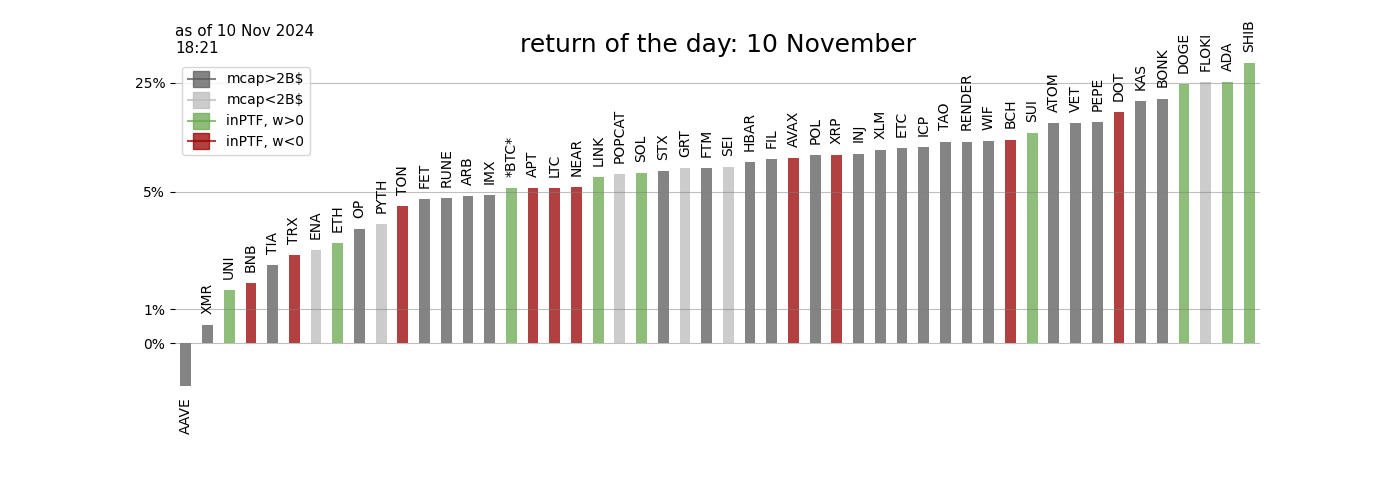 as of 10 Nov 2024
18:21
return of the day: 10 November
mcap>2B$
mcap<2B$
inPTF, w>0
inPTF, w<0
25%
5%
1%
0%
AAVE
XMR
UNI
BNB
TIA
TRX
ENA
ETH
OP
PYTH
TON
FET
RUNE
ARB
IMX
*BTC*
APT
LTC
NEAR
LINK
POPCAT
SOL
STX
GRT
FTM
SEI
HBAR
FIL
AVAX
POL
XRP
INJ
XLM
ETC
ICP
TAO
RENDER
WIF
BCH
SUI
ATOM
VET
PEPE
DOT
KAS
BONK
DOGE
FLOKI
ADA
SHIB